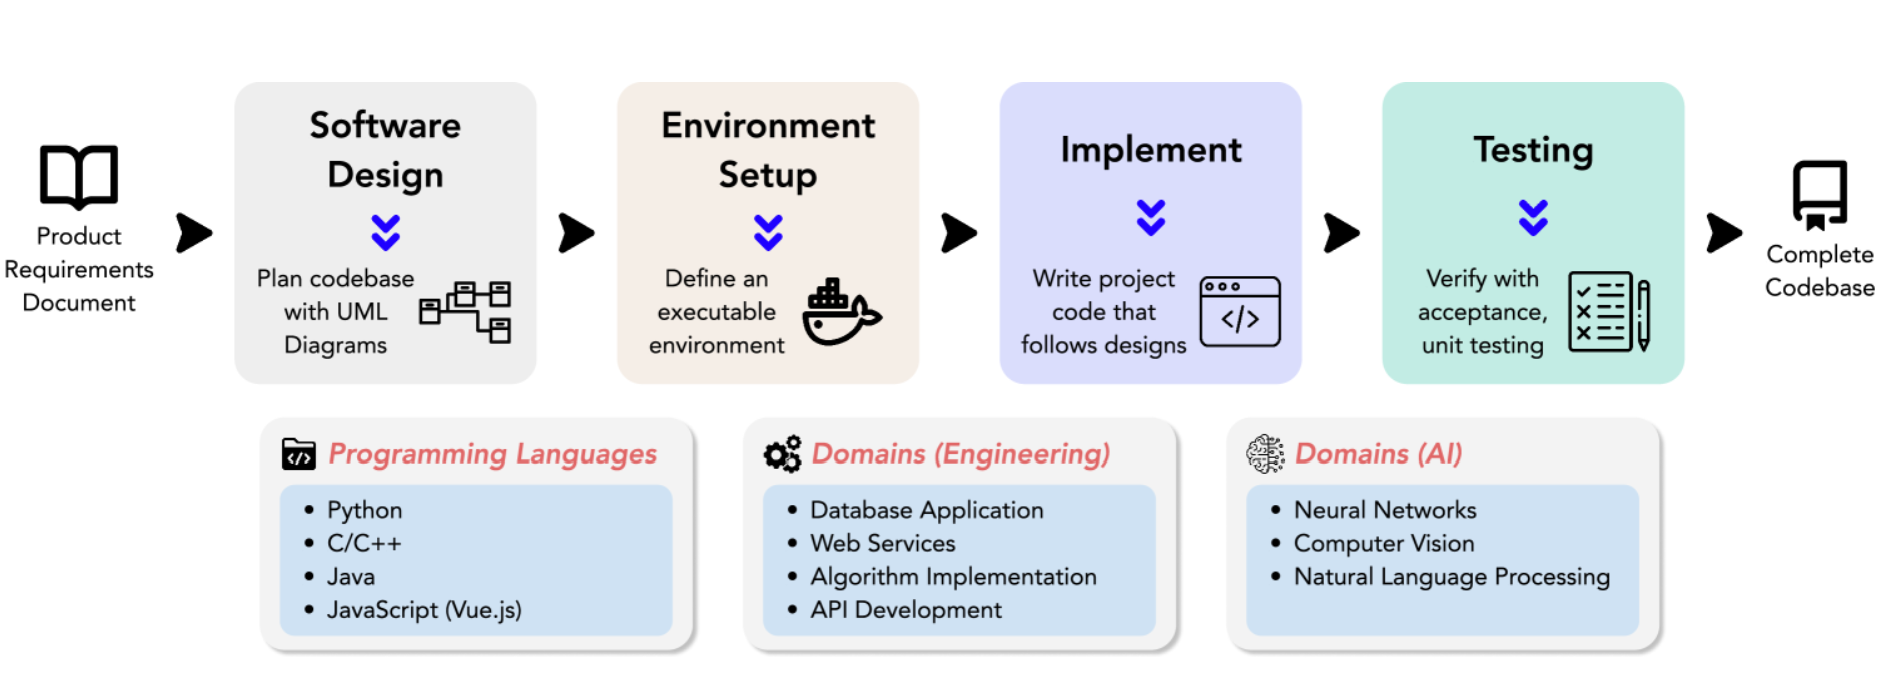 Product
Requirements
Document
Software
Design
Plan codebase
with UML
Diagrams
Environment
Setup
Define an
executable
environment
Implement
Write project
code that
follows designs
</>
Testing
Verify with
acceptance,
unit testing
Complete
Codebase
</> Programming Languages
• Python
• C/C++
• Java
• JavaScript (Vue.js)
Domains (Engineering)
• Database Application
• Web Services
• Algorithm Implementation
• API Development
Domains (AI)
• Neural Networks
• Computer Vision
• Natural Language Processing